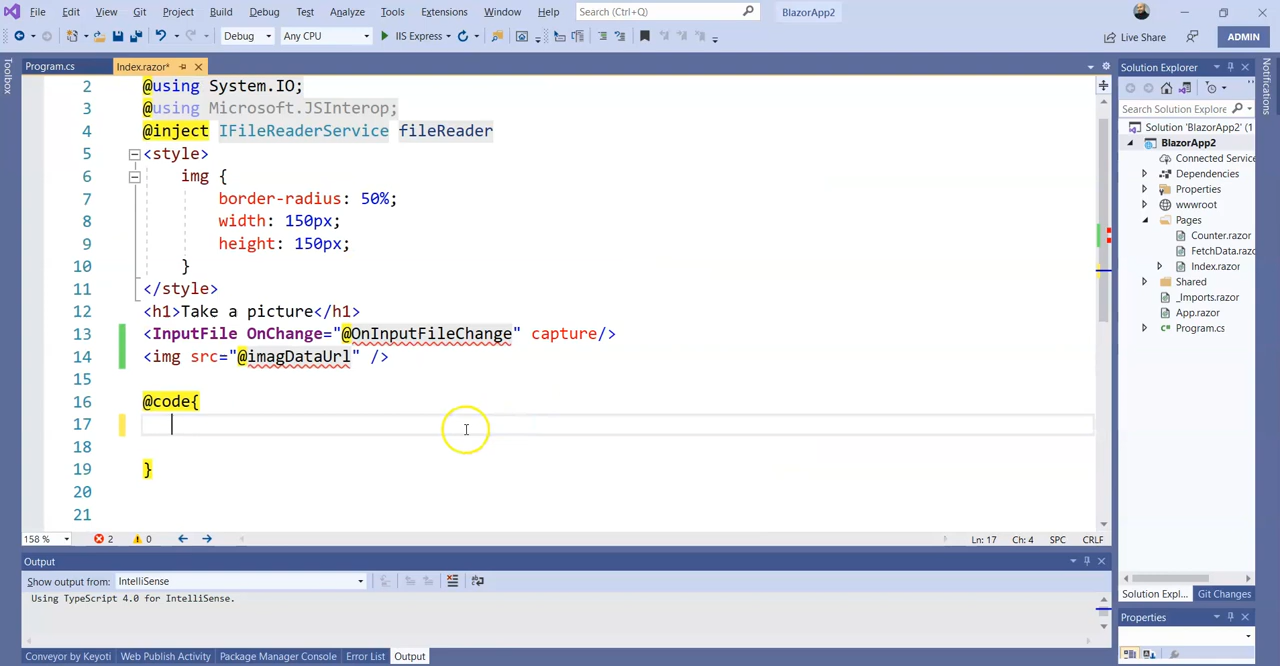 File Edit View Git Project Build Debug Test Analyze Tools Extensions Window Help Search (Ctrl+Q) BlazorApp2
Debug Any CPU IIS Express Live Share ADMIN
Toolbox
Program.cs Index.razor*
2 @using System.IO;
3 @using Microsoft.JSInterop;
4 @inject IFileReaderService fileReader
5 <style>
6 img {
7 border-radius: 50%;
8 width: 150px;
9 height: 150px;
10 }
11 </style>
12 <h1>Take a picture</h1>
13 <InputFile OnChange="@OnInputFileChange" capture/>
14 <img src="@imagDataUrl" />
15
16 @code{
17
18
19 }
20
21
158 % 2 0 Ln: 17 Ch: 4 SPC CRLF
Output
Show output from: IntelliSense
Using TypeScript 4.0 for IntelliSense.
Conveyor by Keyoti Web Publish Activity Package Manager Console Error List Output
Solution Explorer
Search Solution Explore
Solution 'BlazorApp2' (1
BlazorApp2
Connected Service
Dependencies
Properties
wwwroot
Pages
Counter.razor
FetchData.razo
Index.razor
Shared
_Imports.razor
App.razor
Program.cs
Solution Expl... Git Changes
Properties
Notifications